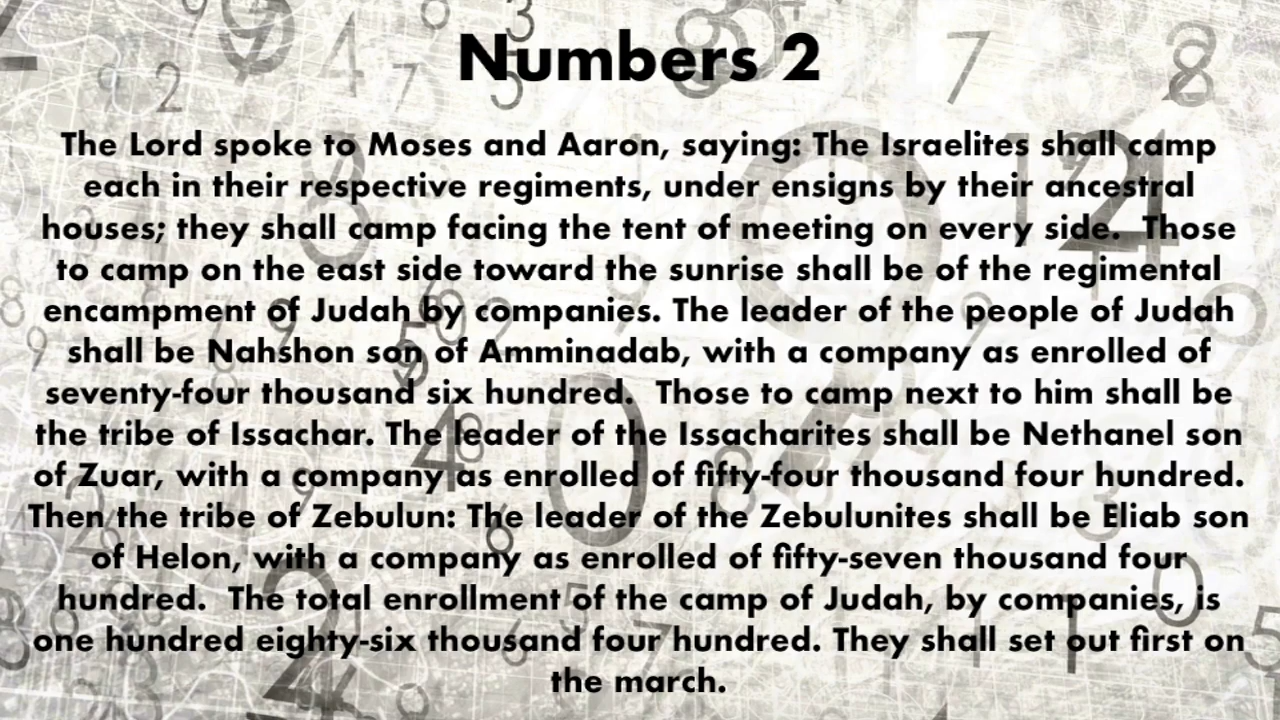 Numbers 2
The Lord spoke to Moses and Aaron, saying: The Israelites shall camp
each in their respective regiments, under ensigns by their ancestral
houses; they shall camp facing the tent of meeting on every side.  Those
to camp on the east side toward the sunrise shall be of the regimental
encampment of Judah by companies. The leader of the people of Judah
shall be Nahshon son of Amminadab, with a company as enrolled of
seventy-four thousand six hundred.  Those to camp next to him shall be
the tribe of Issachar. The leader of the Issacharites shall be Nethanel son
of Zuar, with a company as enrolled of fifty-four thousand four hundred.
Then the tribe of Zebulun: The leader of the Zebulunites shall be Eliab son
of Helon, with a company as enrolled of fifty-seven thousand four
hundred.  The total enrollment of the camp of Judah, by companies, is
one hundred eighty-six thousand four hundred. They shall set out first on
the march.